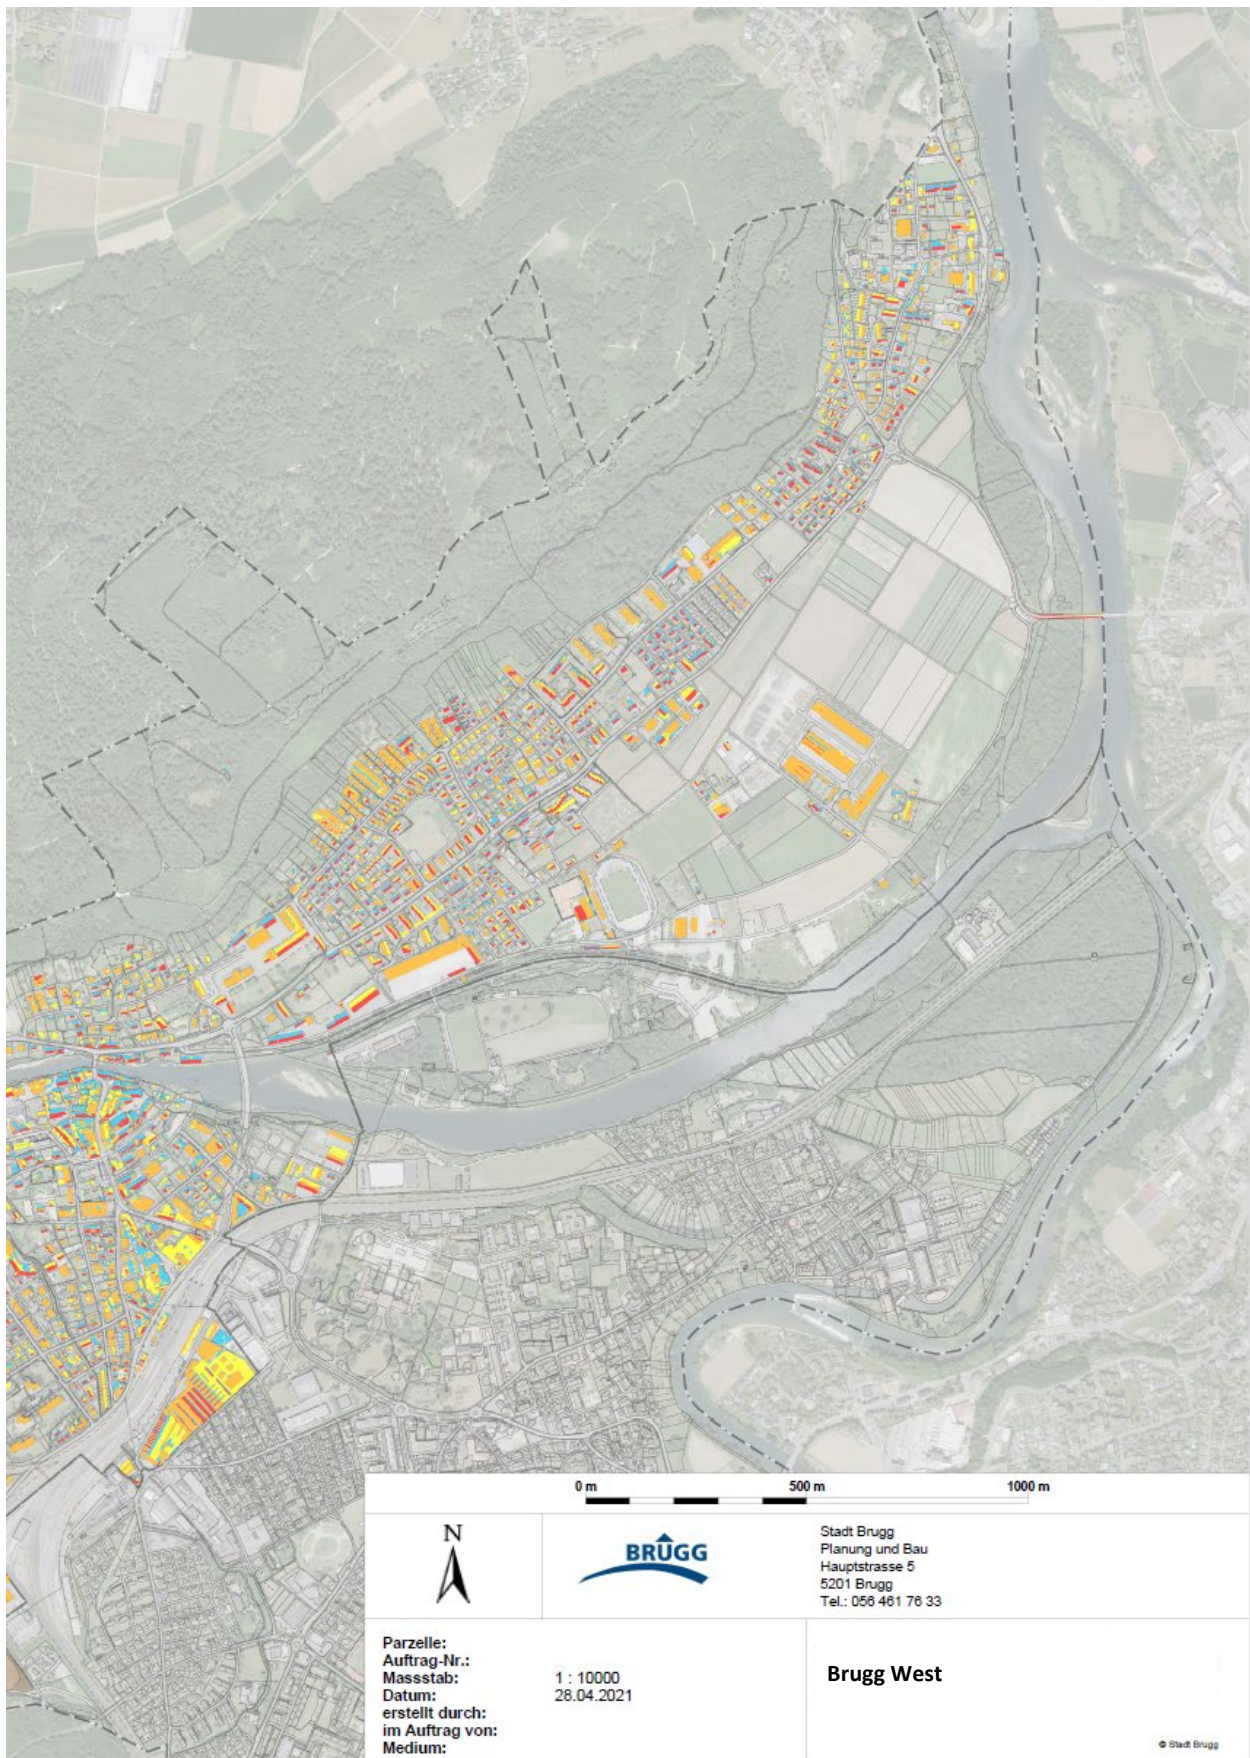 0 m 500 m 1000 m
N
BRUGG
Stadt Brugg
Planung und Bau
Hauptstrasse 5
5201 Brugg
Tel.: 056 461 76 33
Parzelle:
Auftrag-Nr.:
Massstab: 1 : 10000
Datum: 28.04.2021
erstellt durch:
im Auftrag von:
Medium:
Brugg West
© Stadt Brugg